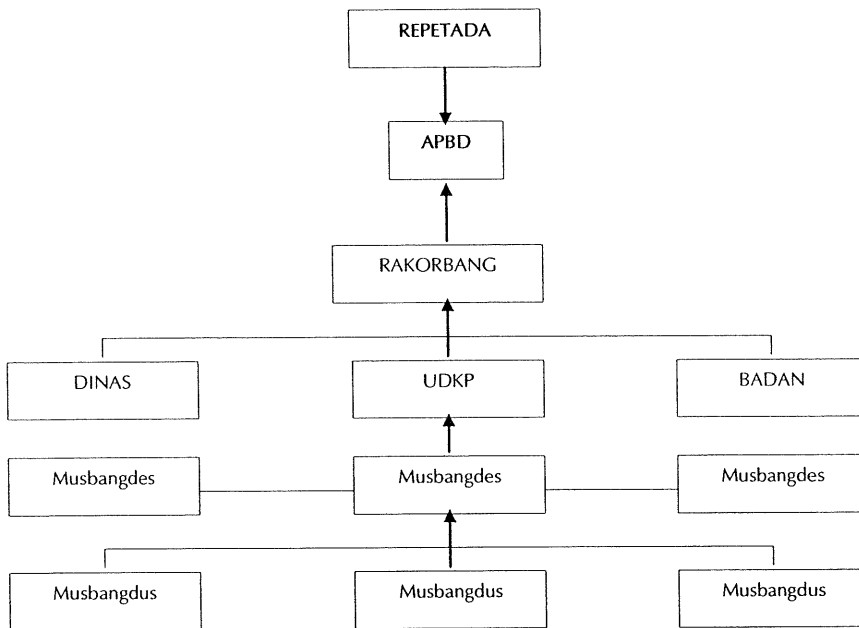 REPETADA
APBD
RAKORBANG
DINAS UDKP BADAN
Musbangdes Musbangdes Musbangdes
Musbangdus Musbangdus Musbangdus